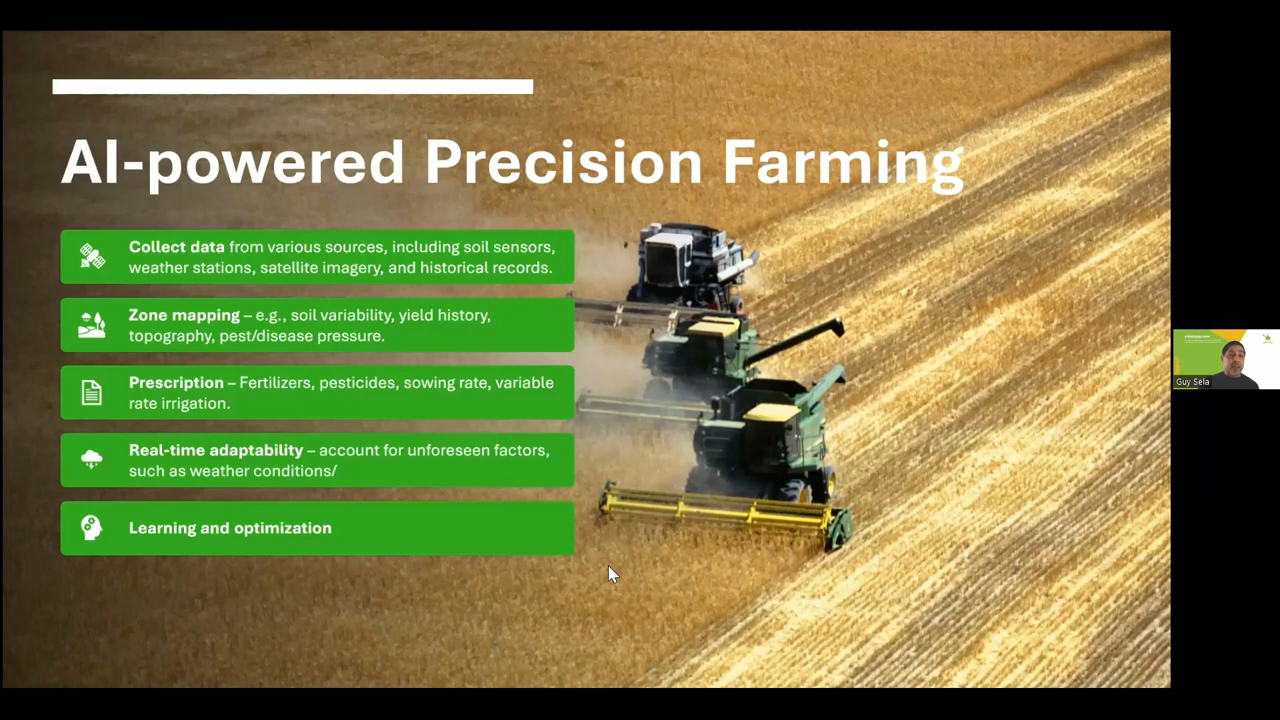 AI-powered Precision Farming
Collect data from various sources, including soil sensors,
weather stations, satellite imagery, and historical records.
Zone mapping – e.g., soil variability, yield history,
topography, pest/disease pressure.
Prescription – Fertilizers, pesticides, sowing rate, variable
rate irrigation.
Real-time adaptability – account for unforeseen factors,
such as weather conditions/
Learning and optimization
Guy Sela